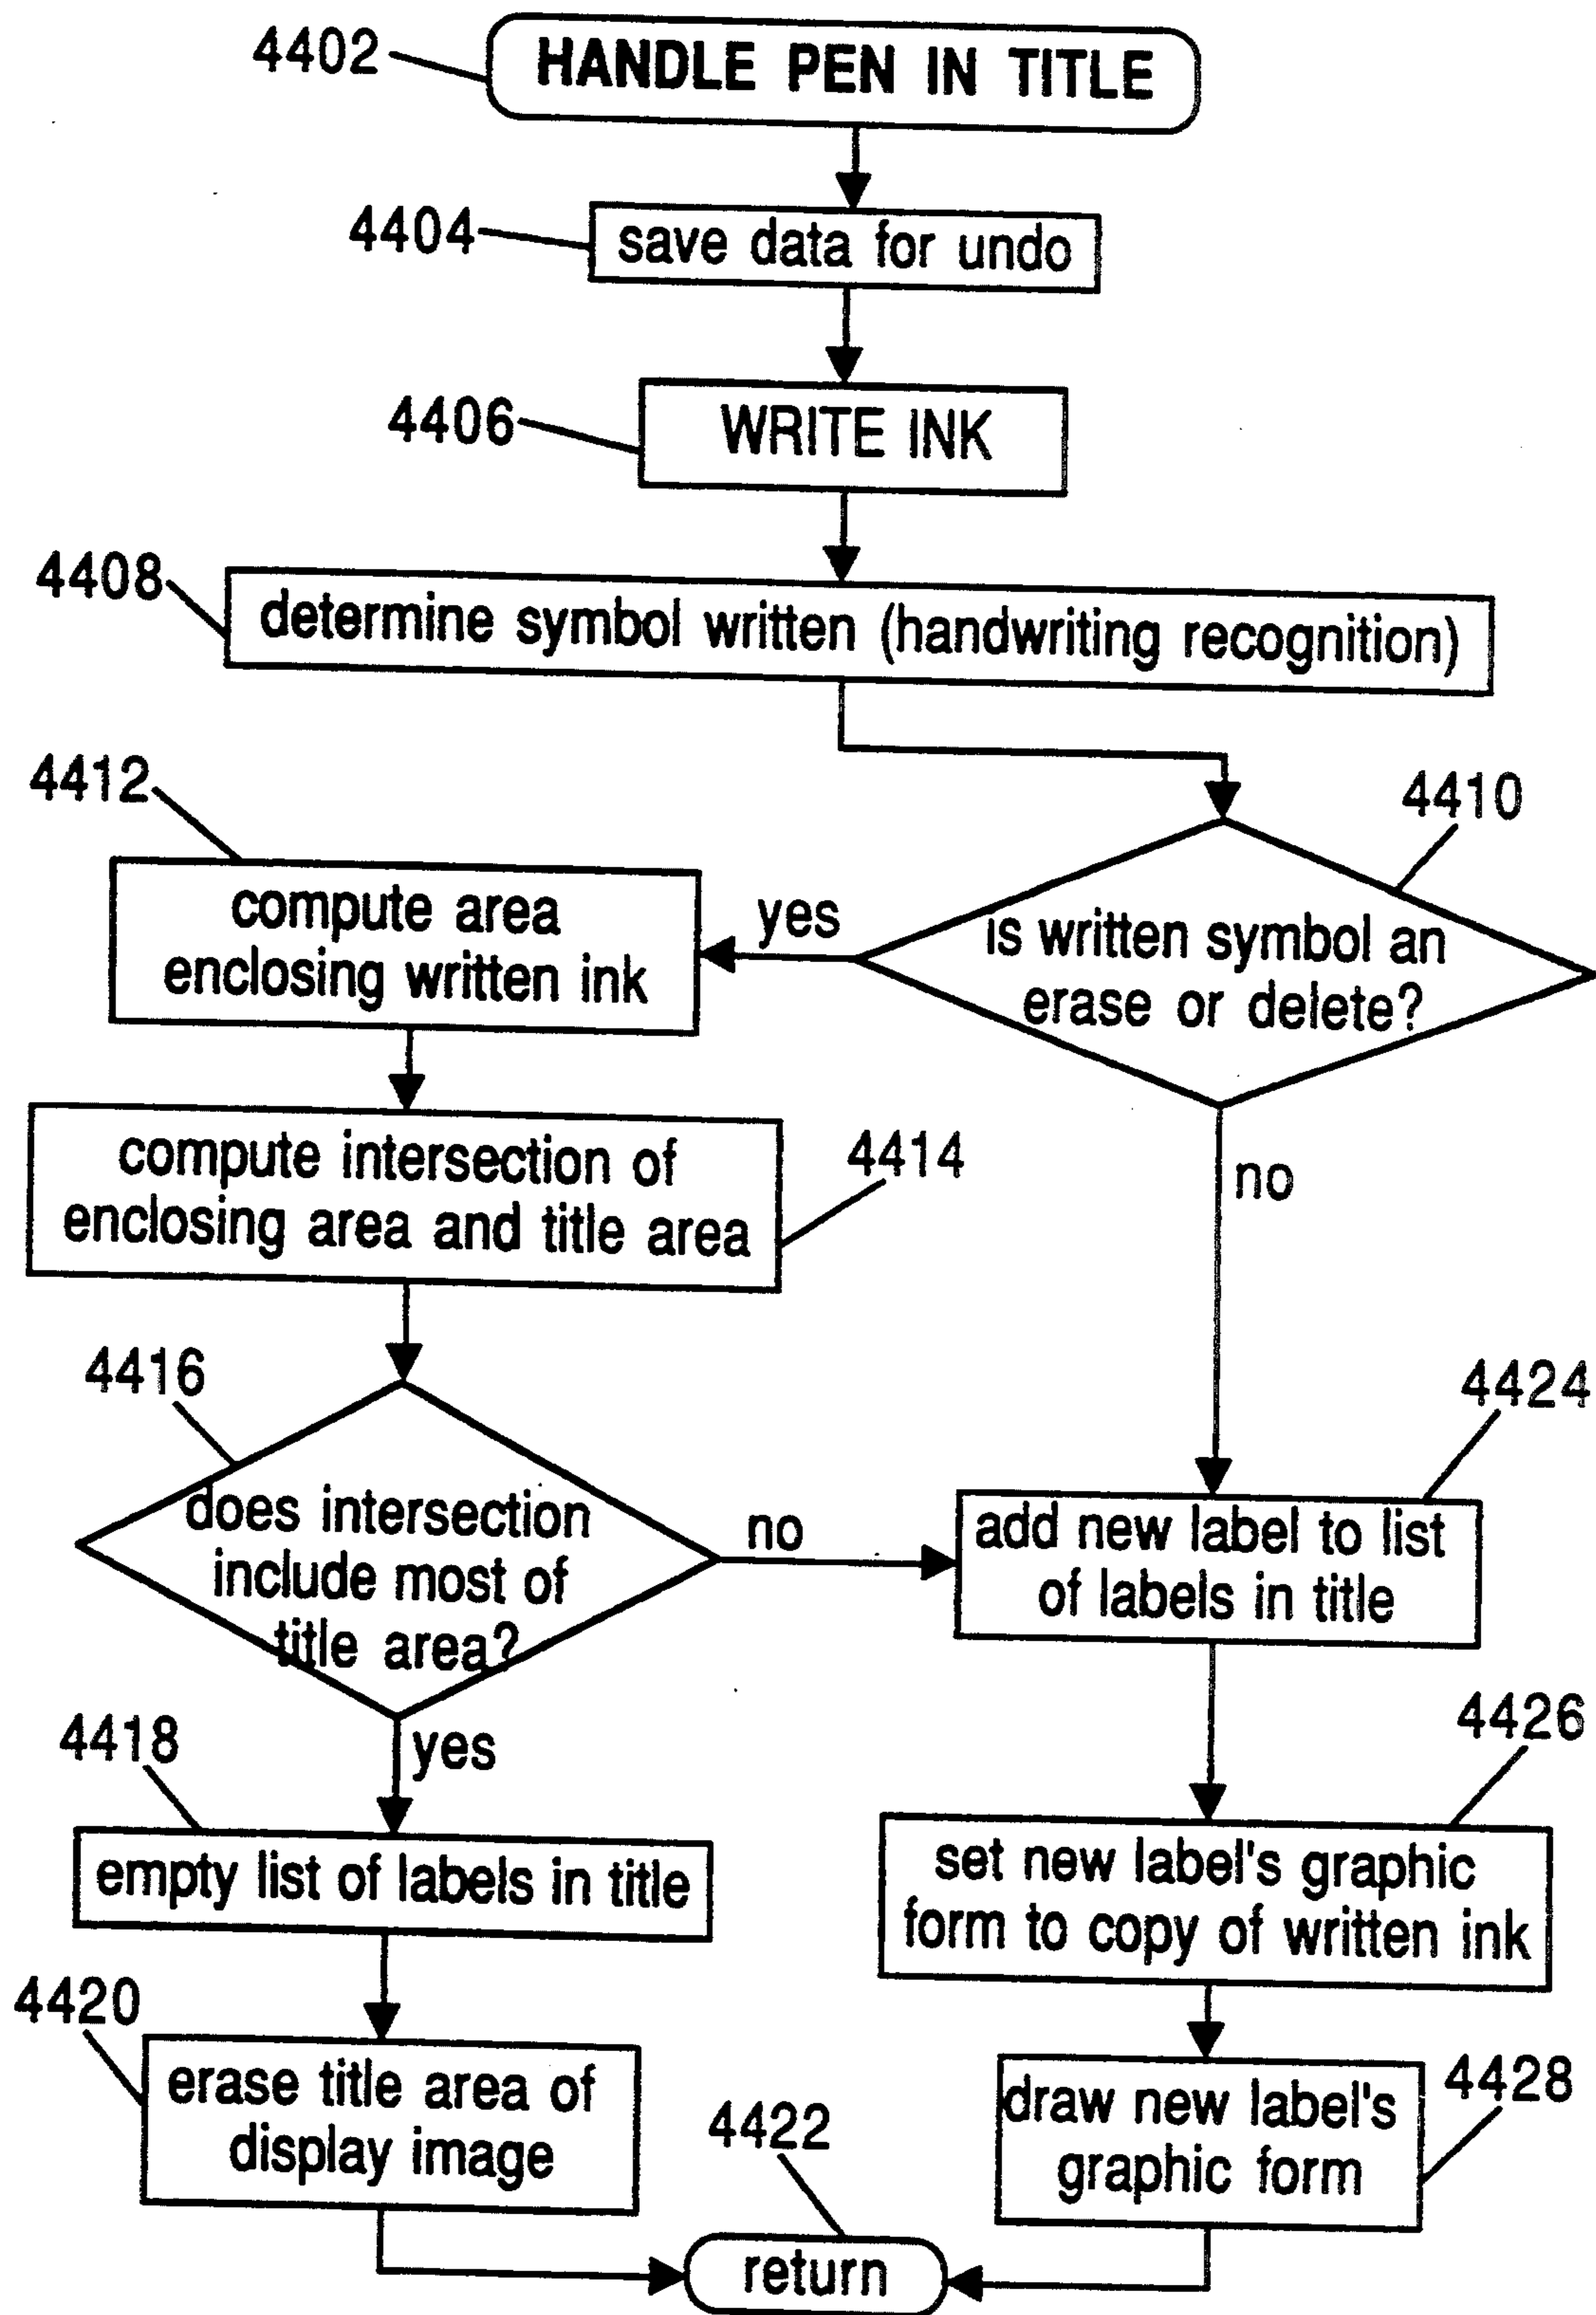 4402
HANDLE PEN IN TITLE
4404
save data for undo
4406
WRITE INK
4408
determine symbol written (handwriting recognition)
4412
4410
compute area
enclosing written ink
yes
is written symbol an
erase or delete?
compute intersection of
enclosing area and title area
4414
no
4416
4424
does intersection
include most of
title area?
no
add new label to list
of labels in title
4418
yes
4426
empty list of labels in title
set new label's graphic
form to copy of written ink
4420
erase title area of
display image
4422
draw new label's
graphic form
4428
return